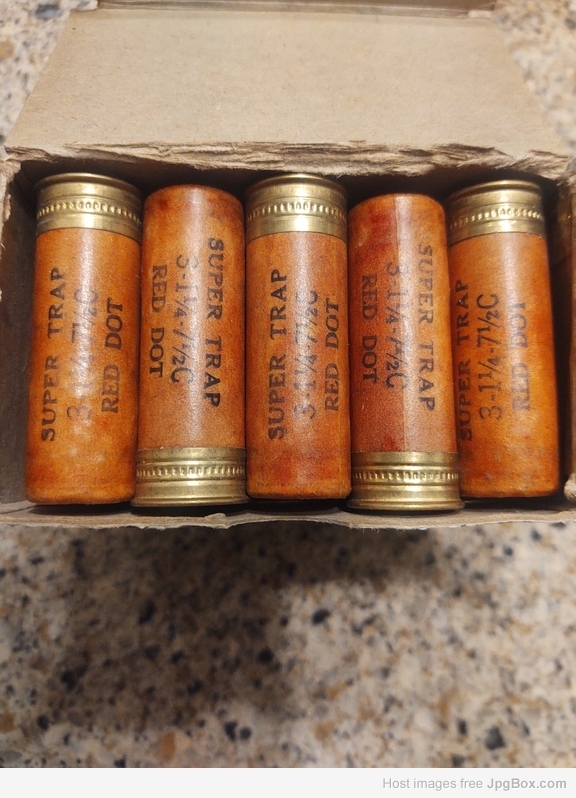 SUPER TRAP
3-1¼-7½C
RED DOT
SUPER TRAP
3-1¼-7½C
RED DOT
SUPER TRAP
3-1¼-7½C
RED DOT
SUPER TRAP
3-1¼-7½C
RED DOT
SUPER TRAP
3-1¼-7½C
RED DOT
Host images free JpgBox.com